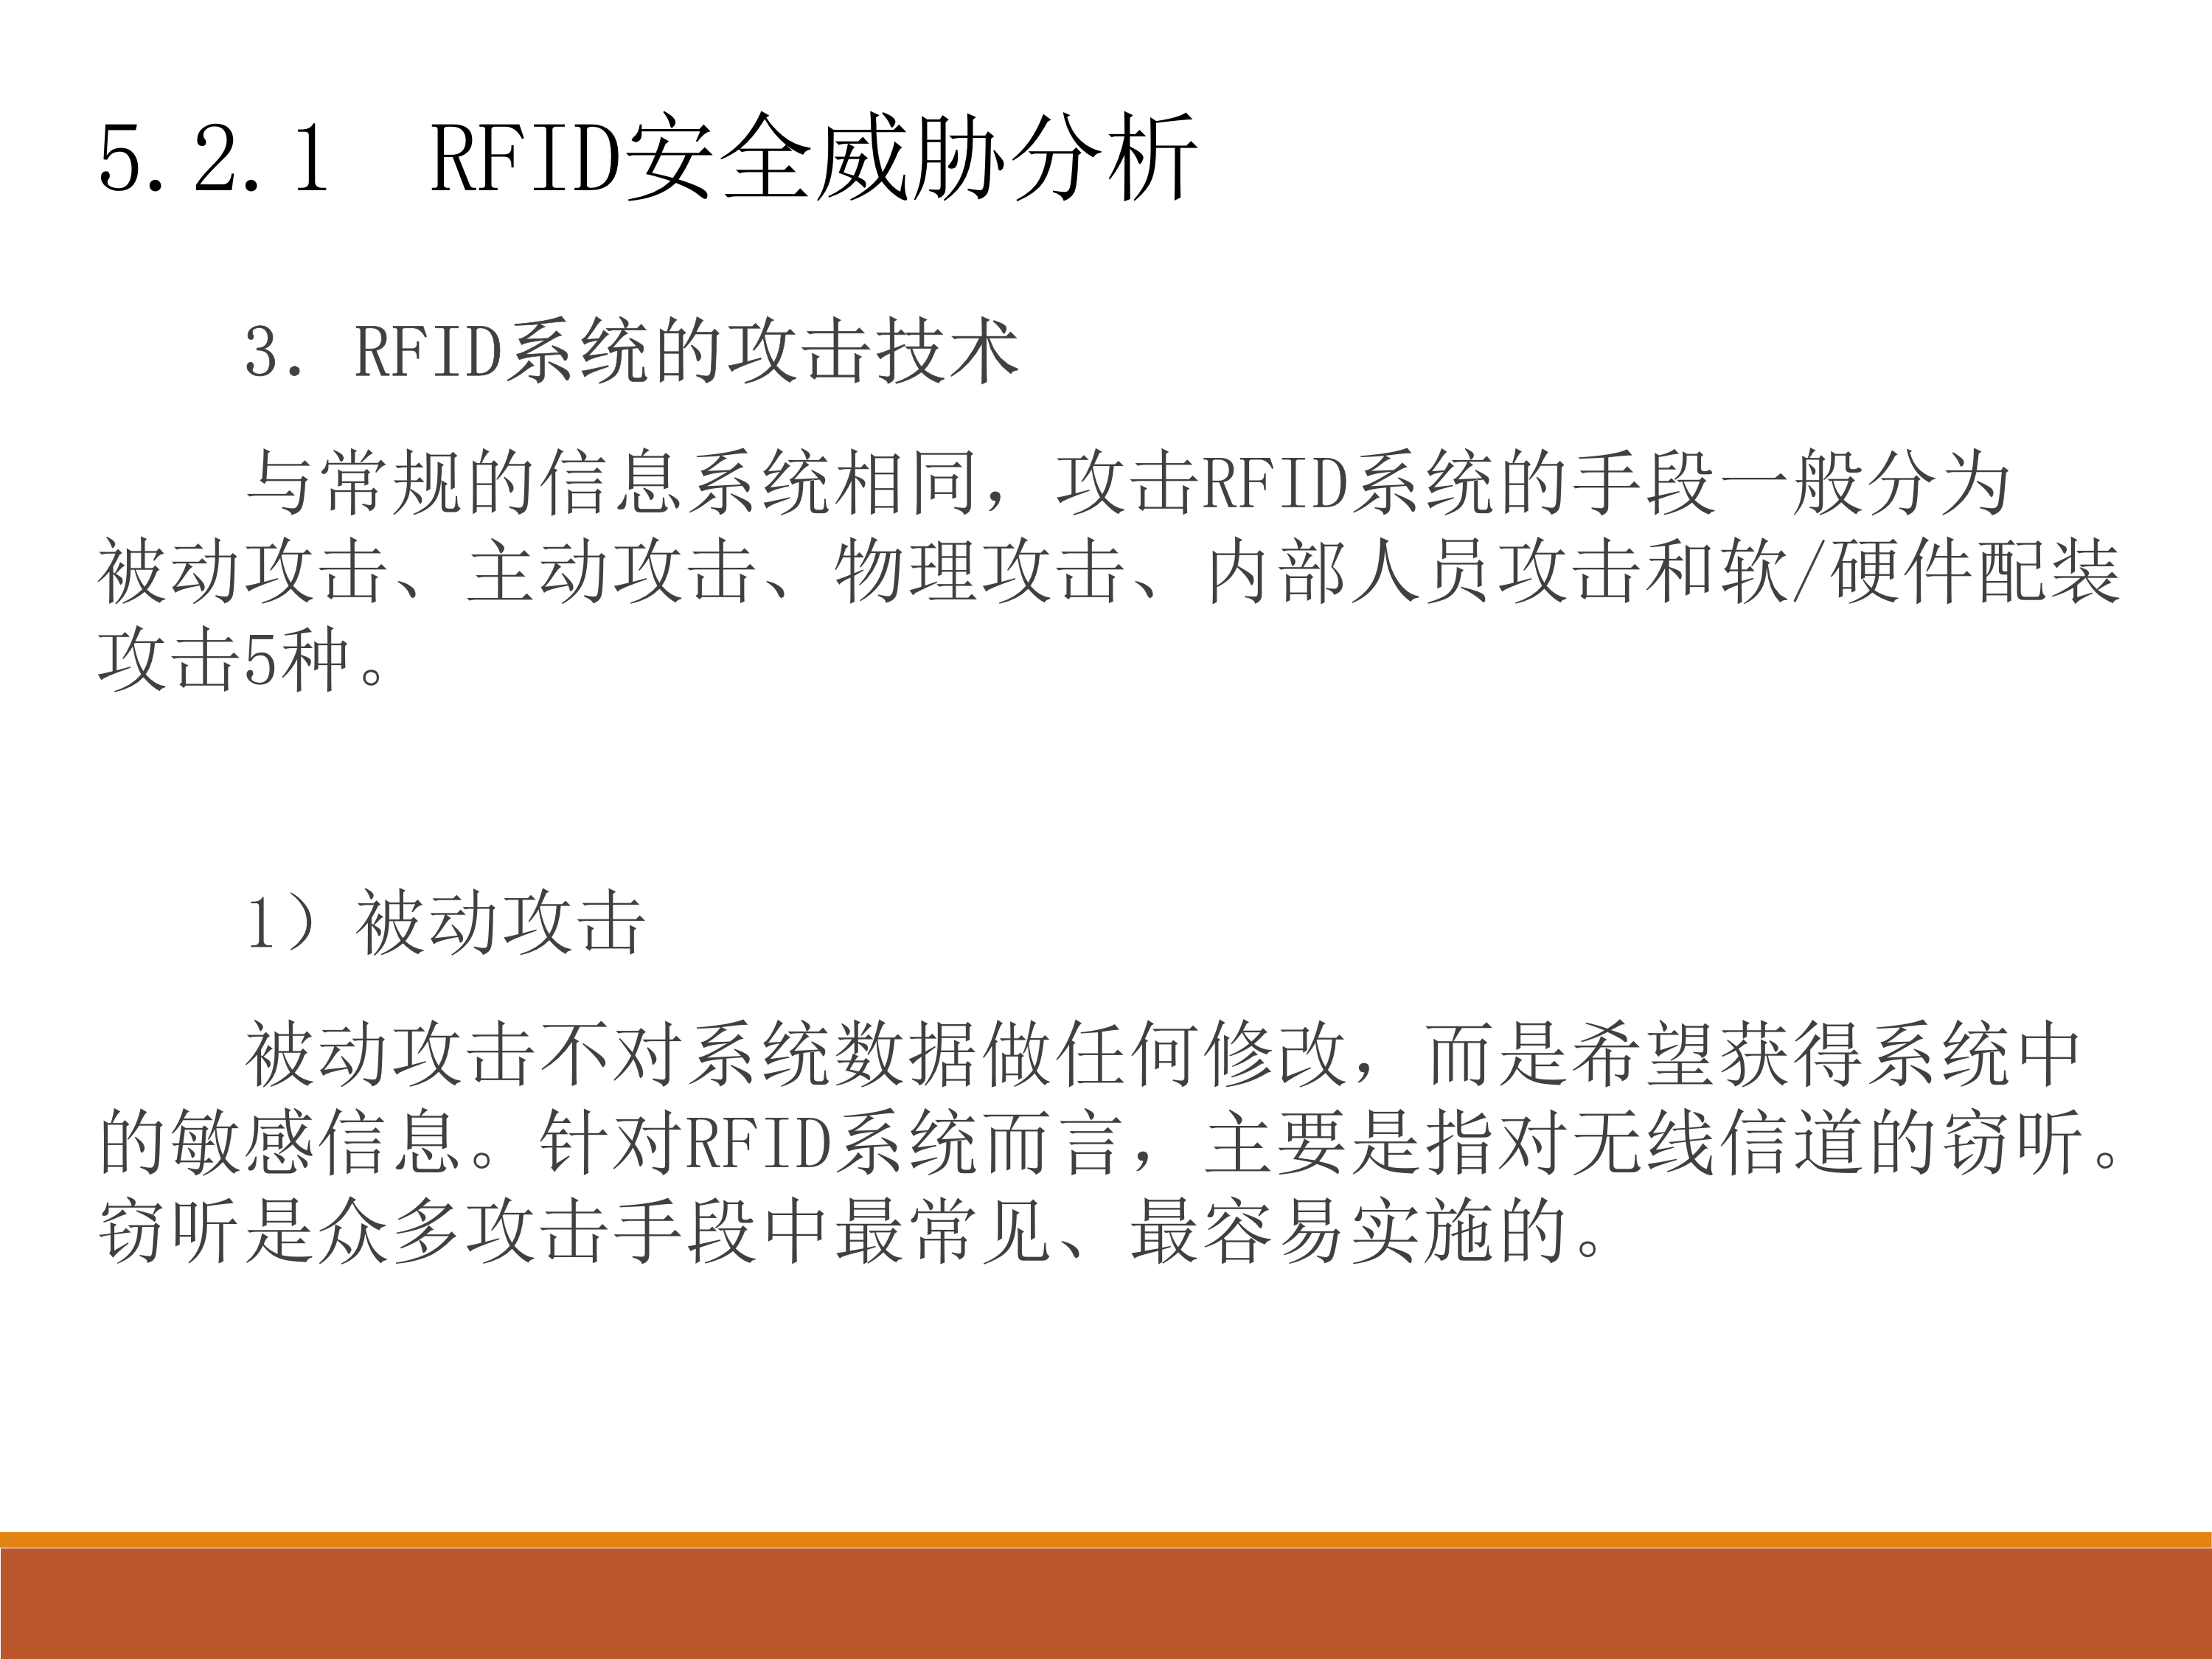 5.2.1 RFID安全威胁分析
3. RFID系统的攻击技术
与常规的信息系统相同，攻击RFID系统的手段一般分为
被动攻击、主动攻击、物理攻击、内部人员攻击和软/硬件配装
攻击5种。
1) 被动攻击
被动攻击不对系统数据做任何修改，而是希望获得系统中
的敏感信息。针对RFID系统而言，主要是指对无线信道的窃听。
窃听是众多攻击手段中最常见、最容易实施的。